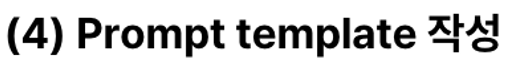 (4) Prompt template 작성